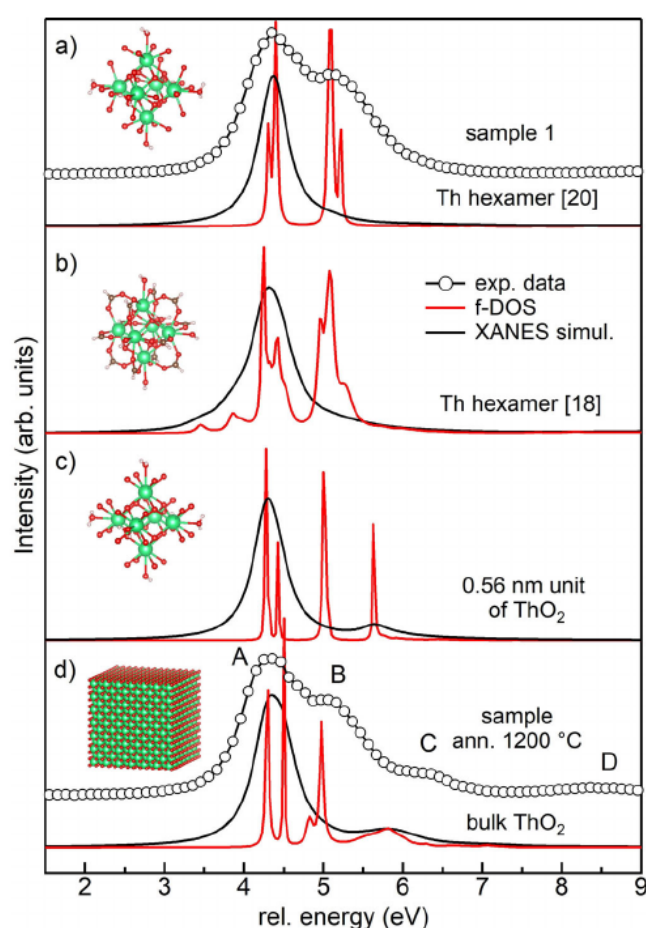 a)
sample 1
Th hexamer [20]
b)
exp. data
f-DOS
XANES simul.
Th hexamer [18]
c)
0.56 nm unit
of ThO₂
A
d)
B
sample
ann. 1200 °C
C
D
bulk ThO₂
Intensity (arb. units)
2 3 4 5 6 7 8 9
rel. energy (eV)